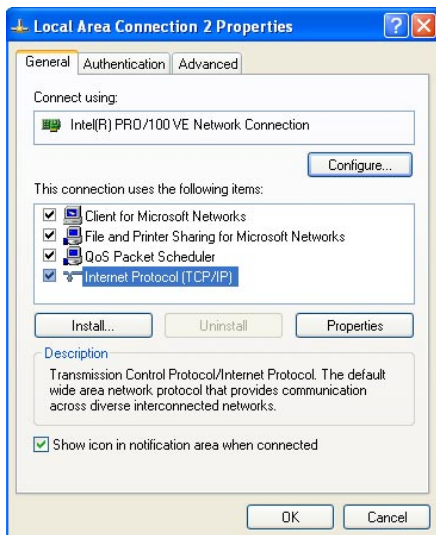 Local Area Connection 2 Properties
General Authentication Advanced
Connect using:
Intel(R) PRO/100 VE Network Connection
Configure...
This connection uses the following items:
Client for Microsoft Networks
File and Printer Sharing for Microsoft Networks
QoS Packet Scheduler
Internet Protocol (TCP/IP)
Install... Uninstall Properties
Description
Transmission Control Protocol/Internet Protocol. The default
wide area network protocol that provides communication
across diverse interconnected networks.
Show icon in notification area when connected
OK Cancel